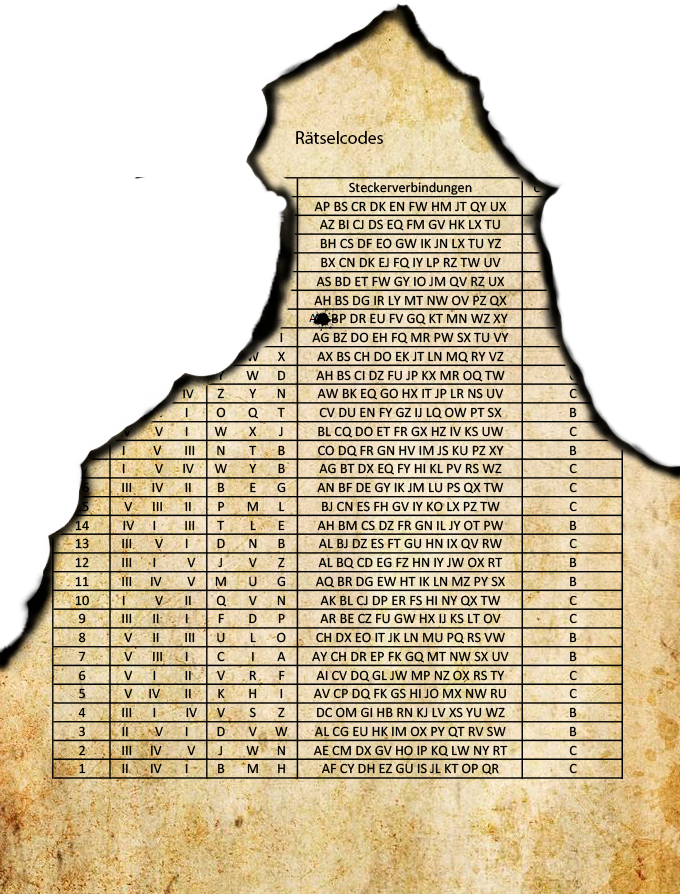 Rätselcodes
Steckerverbindungen
AP BS CR DK EN FW HM JT QY UX
AZ BI CJ DS EQ FM GV HK LX TU
BH CS DF EO GW IK JN LX TU YZ
BX CN DK EJ FQ IY LP RZ TW UV
AS BD ET FW GY IO JM QV RZ UX
AH BS DG IR LY MT NW OV PZ QX
BP DR EU FV GQ KT MN WZ XY
I AG BZ DO EH FQ MR PW SX TU VY
X AX BS CH DO EK JT LN MQ RY VZ
W D AH BS CI DZ FU JP KX MR OQ TW
IV Z Y N AW BK EQ GO HX IT JP LR NS UV C
I O Q T CV DU EN FY GZ IJ LQ OW PT SX B
V I W X J BL CQ DO ET FR GX HZ IV KS UW C
I V III N T B CO DQ FR GN HV IM JS KU PZ XY B
I V IV W Y B AG BT DX EQ FY HI KL PV RS WZ C
III IV II B E G AN BF DE GY IK JM LU PS QX TW C
V III II P M L BJ CN ES FH GV IY KO LX PZ TW C
14 IV I III T L E AH BM CS DZ FR GN IL JY OT PW B
13 III V I D N B AL BJ DZ ES FT GU HN IX QV RW C
12 III I V J V Z AL BQ CD EG FZ HN IY JW OX RT B
11 III IV V M U G AQ BR DG EW HT IK LN MZ PY SX B
10 I V II Q V N AK BL CJ DP ER FS HI NY QX TW C
9 III II I F D P AR BE CZ FU GW HX IJ KS LT OV C
8 V II III U L O CH DX EO IT JK LN MU PQ RS VW B
7 V III I C I A AY CH DR EP FK GQ MT NW SX UV B
6 V I II V R F AI CV DQ GL JW MP NZ OX RS TY C
5 V IV II K H I AV CP DQ FK GS HI JO MX NW RU C
4 III I IV V S Z DC OM GI HB RN KJ LV XS YU WZ B
3 II V I D V W AL CG EU HK IM OX PY QT RV SW B
2 III IV V J W N AE CM DX GV HO IP KQ LW NY RT C
1 II IV I B M H AF CY DH EZ GU IS JL KT OP QR C